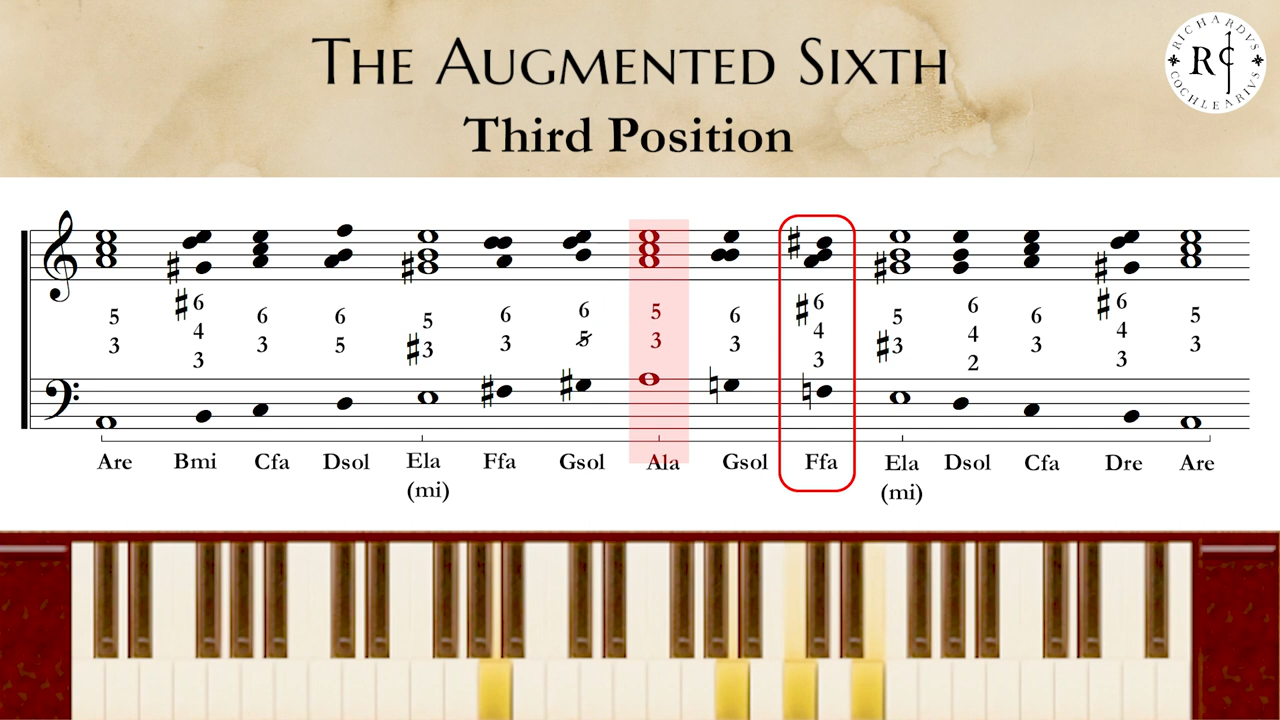 The Augmented Sixth
Third Position
RICHARDVS COCHLEARIVS
RC
5 ♯6 6 6 5 6 6 5 6 ♯6 5 6 6 ♯6 5
3 4 3 5 ♯3 3 5 3 3 4 ♯3 4 3 4 3
3 3 2 3
Are Bmi Cfa Dsol Ela Ffa Gsol Ala Gsol Ffa Ela Dsol Cfa Dre Are
(mi) (mi)